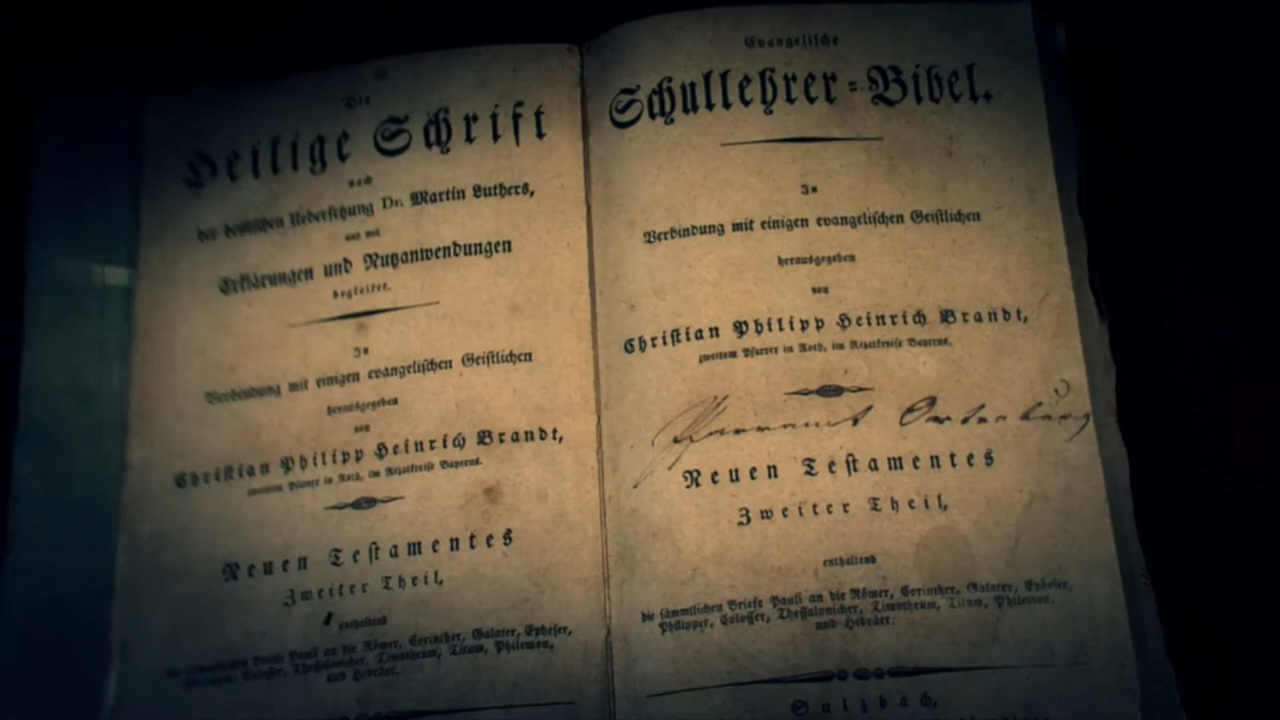 Die
Heilige Schrift
nach
der deutschen Uebersetzung Dr. Martin Luthers,
und mit
Erklärungen und Nutzanwendungen
begleitet.
In
Verbindung mit einigen evangelischen Geistlichen
herausgegeben
von
Christian Philipp Heinrich Brandt,
zweitem Pfarrer in Roth, im Rezatkreise Bayerns.
Neuen Testamentes
Zweiter Theil,
enthaltend
die sämmtlichen Briefe Pauli an die Römer, Corinther, Galater, Epheser,
Philipper, Colosser, Thessalonicher, Timotheum, Titum, Philemon,
und Hebräer.
Evangelische
Schullehrer=Bibel.
In
Verbindung mit einigen evangelischen Geistlichen
herausgegeben
von
Christian Philipp Heinrich Brandt,
zweitem Pfarrer in Roth, im Rezatkreise Bayerns.
Pfarramt Ortenburg
Neuen Testamentes
Zweiter Theil,
enthaltend
die sämmtlichen Briefe Pauli an die Römer, Corinther, Galater, Epheser,
Philipper, Colosser, Thessalonicher, Timotheum, Titum, Philemon,
und Hebräer.
Sulzbach,